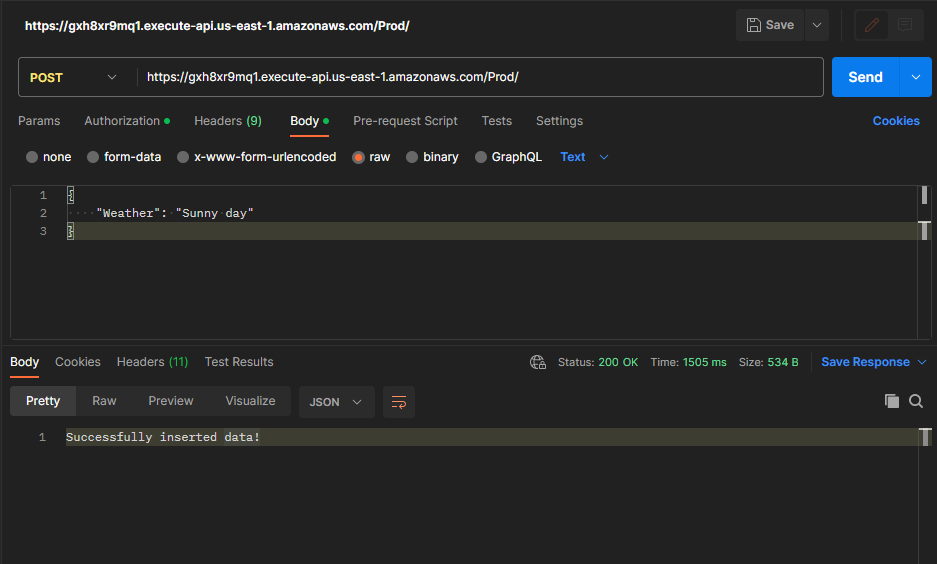 https://gxh8xr9mq1.execute-api.us-east-1.amazonaws.com/Prod/ Save
POST https://gxh8xr9mq1.execute-api.us-east-1.amazonaws.com/Prod/ Send
Params Authorization Headers (9) Body Pre-request Script Tests Settings Cookies
none form-data x-www-form-urlencoded raw binary GraphQL Text
1 {
2 "Weather": "Sunny day"
3 }
Body Cookies Headers (11) Test Results Status: 200 OK Time: 1505 ms Size: 534 B Save Response
Pretty Raw Preview Visualize JSON
1 Successfully inserted data!